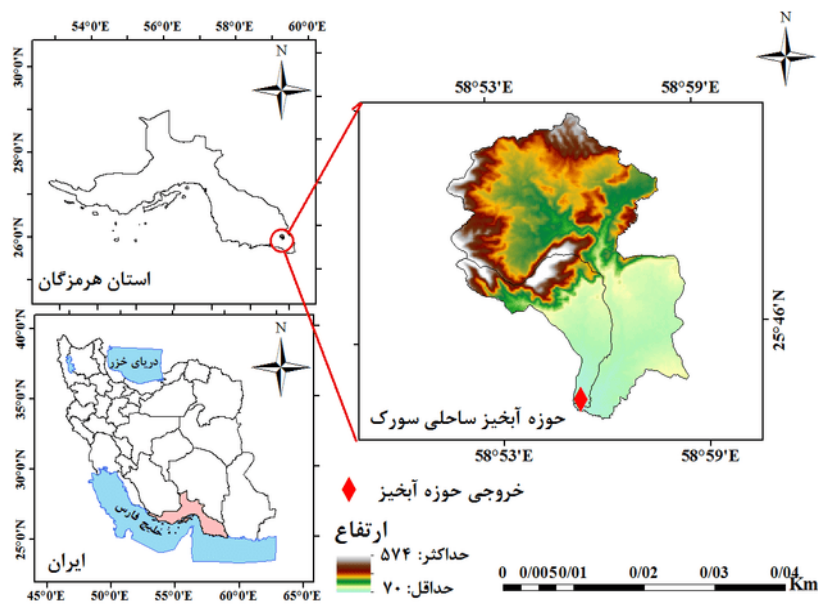 54°0'E 56°0'E 58°0'E 60°0'E
N
30°0'N
28°0'N
26°0'N
استان هرمزگان
N
58°53'E 58°59'E
25°46'N
حوزه آبخیز ساحلی سورک
58°53'E 58°59'E
40°0'N
35°0'N
30°0'N
25°0'N
N
دریای خزر
خلیج فارس
ایران
45°0'E 50°0'E 55°0'E 60°0'E 65°0'E
خروجی حوزه آبخیز
ارتفاع
حداکثر: ۵۷۴
حداقل: ۷۰
0 0/005 0/01 0/02 0/03 0/04
Km